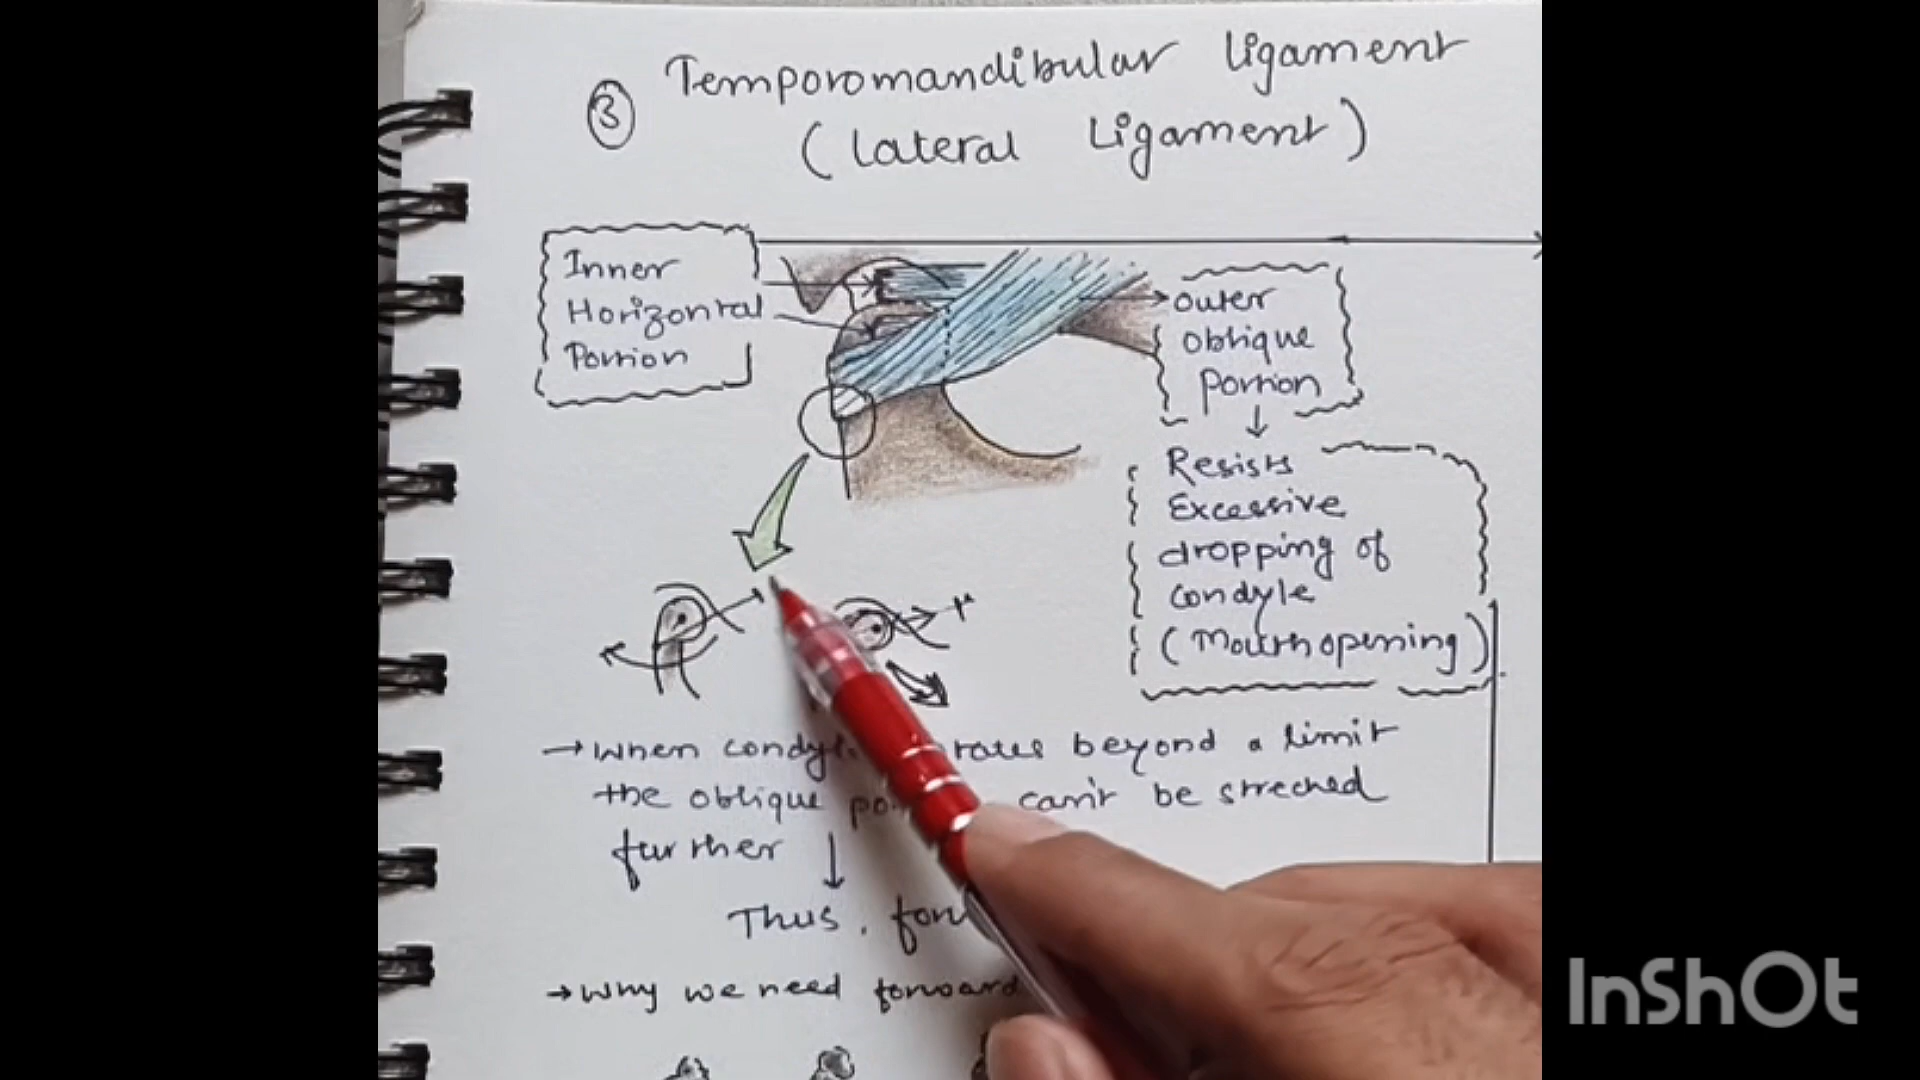 3
Temporomandibular Ligament
(Lateral Ligament)
Inner
Horizontal
Portion
outer
oblique
Portion
Resists
Excessive
dropping of
condyle
(Mouth opening)
→ When beyond a limit
the oblique can't be streched
further
Thus,
→ Why we need forward
InShOt